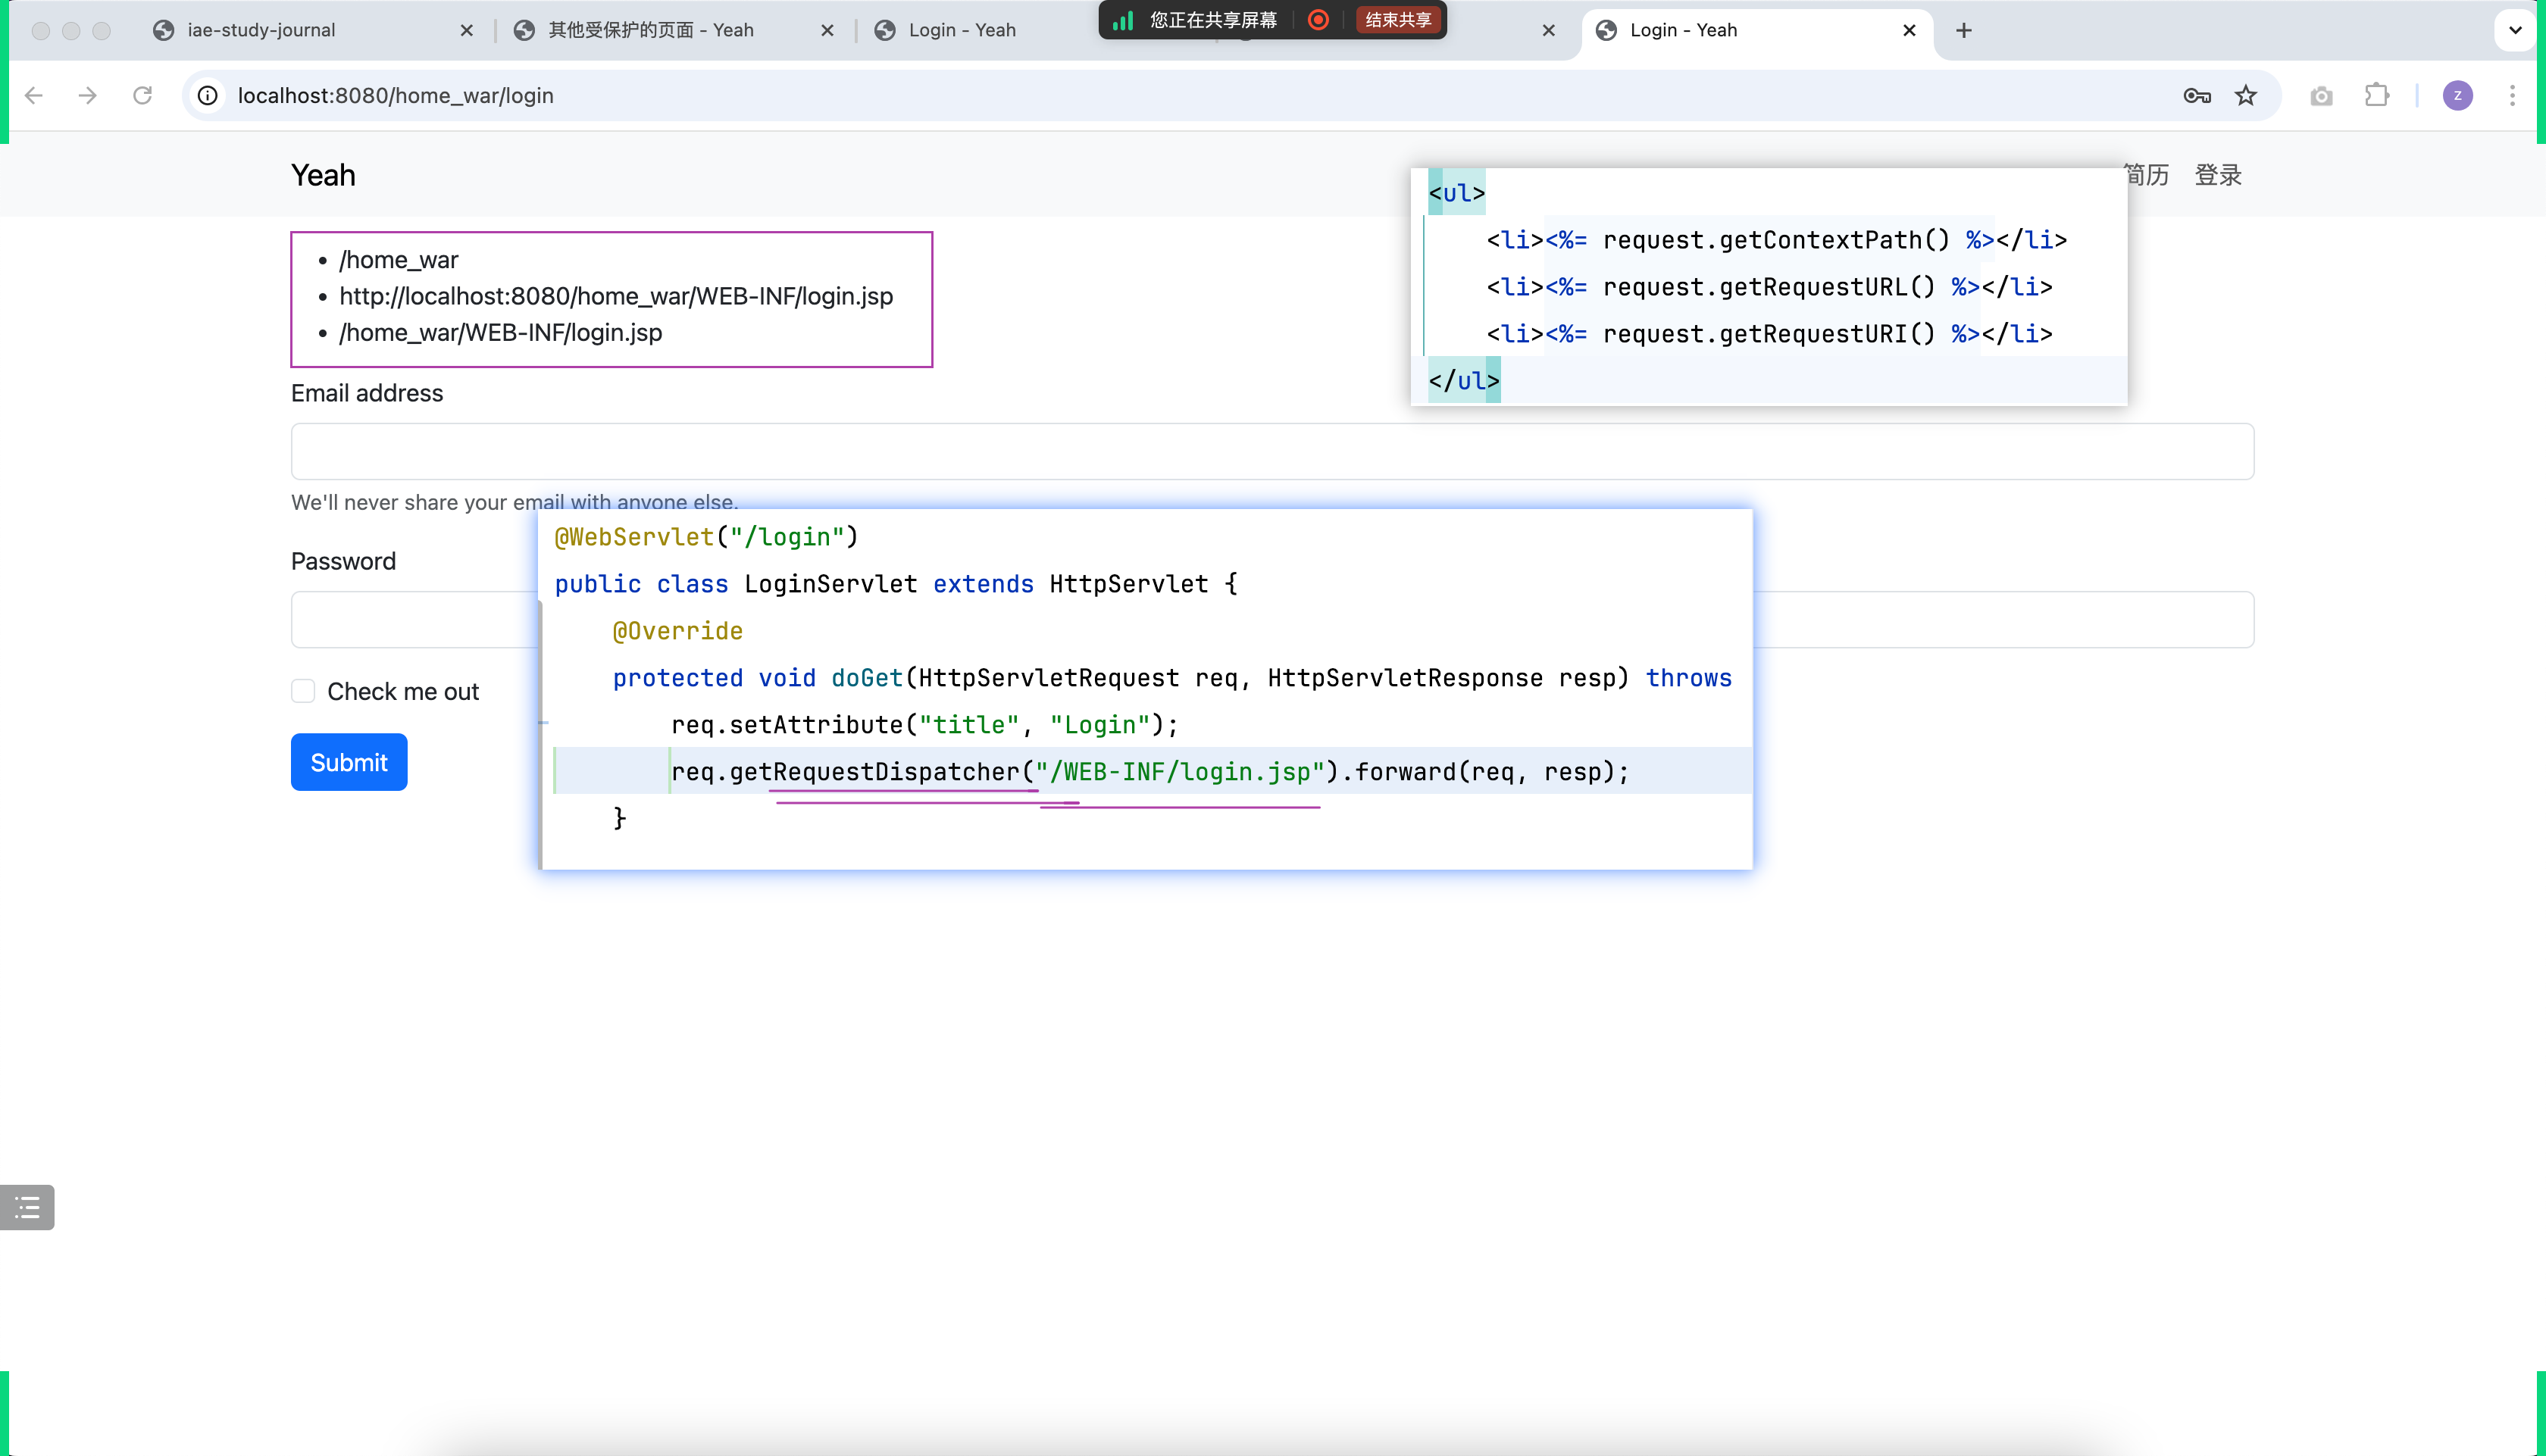 iae-study-journal
其他受保护的页面 - Yeah
Login - Yeah
您正在共享屏幕
结束共享
Login - Yeah
localhost:8080/home_war/login
z
Yeah
简历 登录
/home_war
http://localhost:8080/home_war/WEB-INF/login.jsp
/home_war/WEB-INF/login.jsp
<ul>
<li><%= request.getContextPath() %></li>
<li><%= request.getRequestURL() %></li>
<li><%= request.getRequestURI() %></li>
</ul>
Email address
We'll never share your email with anyone else.
Password
Check me out
Submit
@WebServlet("/login")
public class LoginServlet extends HttpServlet {
@Override
protected void doGet(HttpServletRequest req, HttpServletResponse resp) throws
req.setAttribute("title", "Login");
req.getRequestDispatcher("/WEB-INF/login.jsp").forward(req, resp);
}